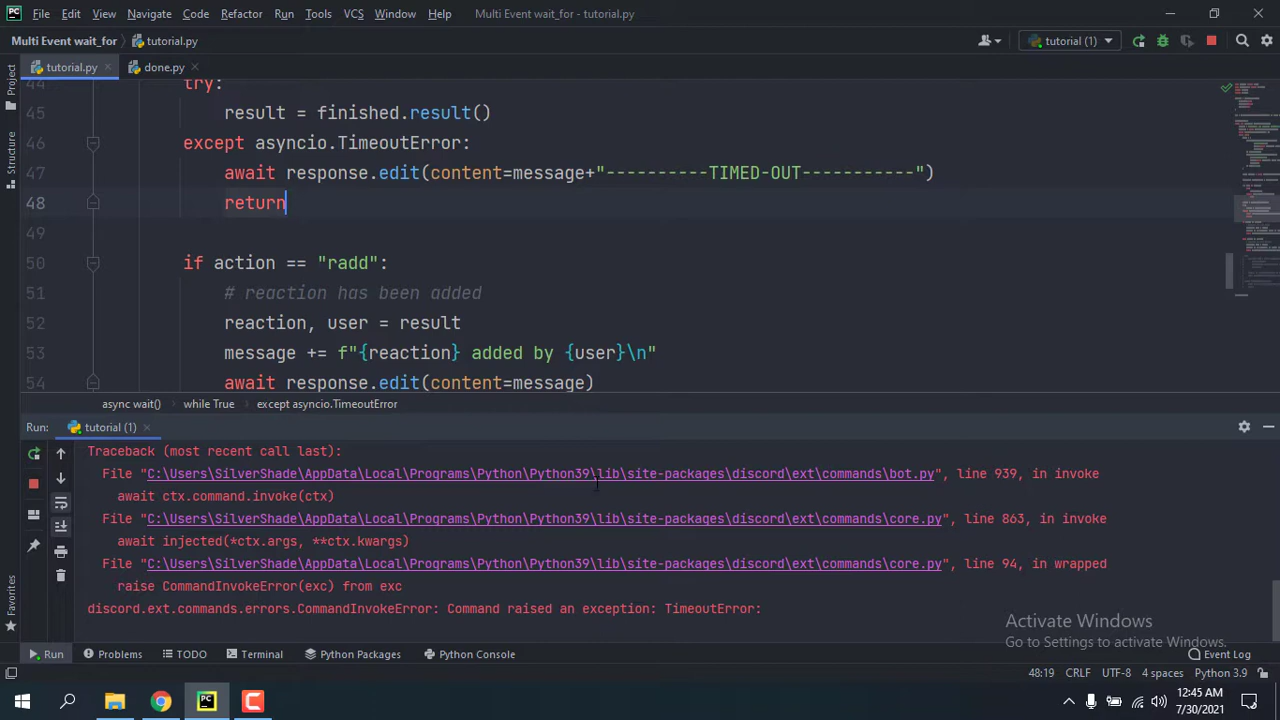 File Edit View Navigate Code Refactor Run Tools VCS Window Help Multi Event wait_for - tutorial.py
Multi Event wait_for tutorial.py tutorial (1)
tutorial.py done.py
Project
Structure
Favorites
44 try:
45 result = finished.result()
46 except asyncio.TimeoutError:
47 await response.edit(content=message+"----------TIMED-OUT-----------")
48 return
49
50 if action == "radd":
51 # reaction has been added
52 reaction, user = result
53 message += f"{reaction} added by {user}\n"
54 await response.edit(content=message)
async wait() while True except asyncio.TimeoutError
Run: tutorial (1)
Traceback (most recent call last):
File "C:\Users\SilverShade\AppData\Local\Programs\Python\Python39\lib\site-packages\discord\ext\commands\bot.py", line 939, in invoke
await ctx.command.invoke(ctx)
File "C:\Users\SilverShade\AppData\Local\Programs\Python\Python39\lib\site-packages\discord\ext\commands\core.py", line 863, in invoke
await injected(*ctx.args, **ctx.kwargs)
File "C:\Users\SilverShade\AppData\Local\Programs\Python\Python39\lib\site-packages\discord\ext\commands\core.py", line 94, in wrapped
raise CommandInvokeError(exc) from exc
discord.ext.commands.errors.CommandInvokeError: Command raised an exception: TimeoutError:
Activate Windows
Go to Settings to activate Windows.
Run Problems TODO Terminal Python Packages Python Console Event Log
48:19 CRLF UTF-8 4 spaces Python 3.9
12:45 AM
7/30/2021